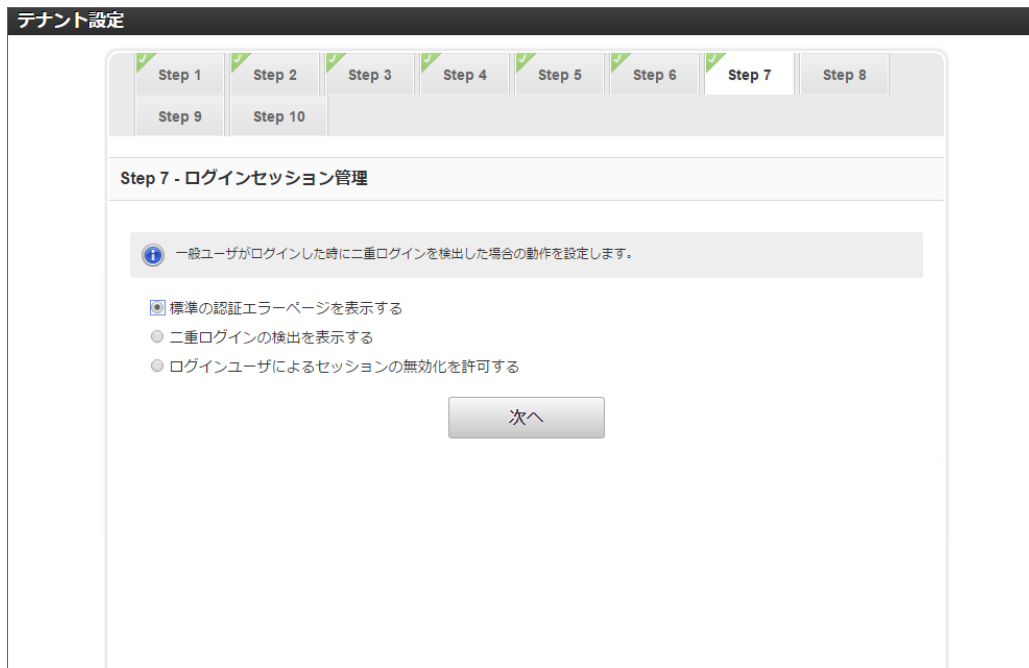 テナント設定
Step 1 Step 2 Step 3 Step 4 Step 5 Step 6 Step 7 Step 8
Step 9 Step 10
Step 7 - ログインセッション管理
一般ユーザがログインした時に二重ログインを検出した場合の動作を設定します。
標準の認証エラーページを表示する
二重ログインの検出を表示する
ログインユーザによるセッションの無効化を許可する
次へ